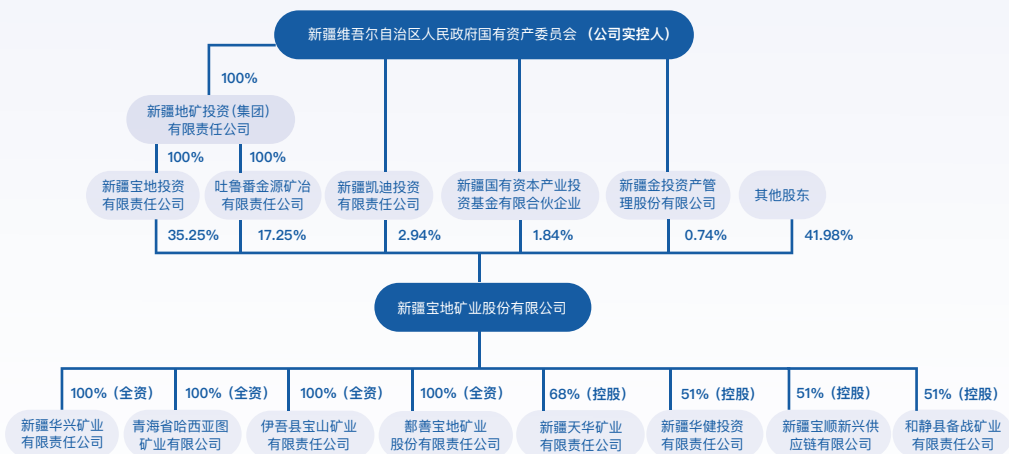 新疆维吾尔自治区人民政府国有资产委员会（公司实控人）
100%
新疆地矿投资(集团)
有限责任公司
100%
100%
新疆宝地投资
有限责任公司
吐鲁番金源矿冶
有限责任公司
新疆凯迪投资
有限责任公司
新疆国有资本产业投
资基金有限合伙企业
新疆金投资产管
理股份有限公司
其他股东
35.25%
17.25%
2.94%
1.84%
0.74%
41.98%
新疆宝地矿业股份有限公司
100%（全资）
100%（全资）
100%（全资）
100%（全资）
68%（控股）
51%（控股）
51%（控股）
51%（控股）
新疆华兴矿业
有限责任公司
青海省哈西亚图
矿业有限公司
伊吾县宝山矿业
有限责任公司
鄯善宝地矿业
股份有限责任公司
新疆天华矿业
有限责任公司
新疆华健投资
有限责任公司
新疆宝顺新兴供
应链有限公司
和静县备战矿业
有限责任公司